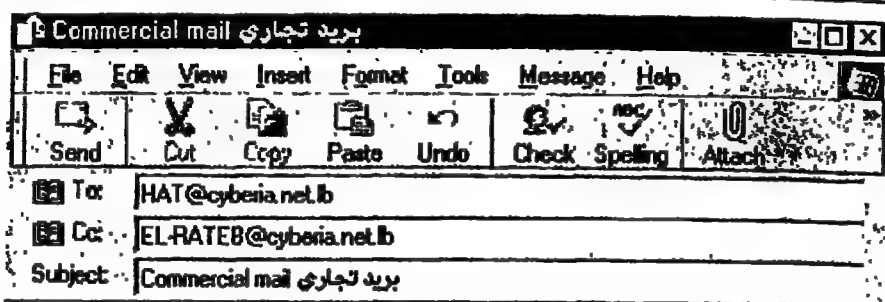 Commercial mail بريد تجاري
File Edit View Insert Format Tools Message Help
Send Cut Copy Paste Undo Check Spelling Attach
To: HAT@cyberia.net.lb
Cc: EL-RATEB@cyberia.net.lb
Subject: Commercial mail بريد تجاري